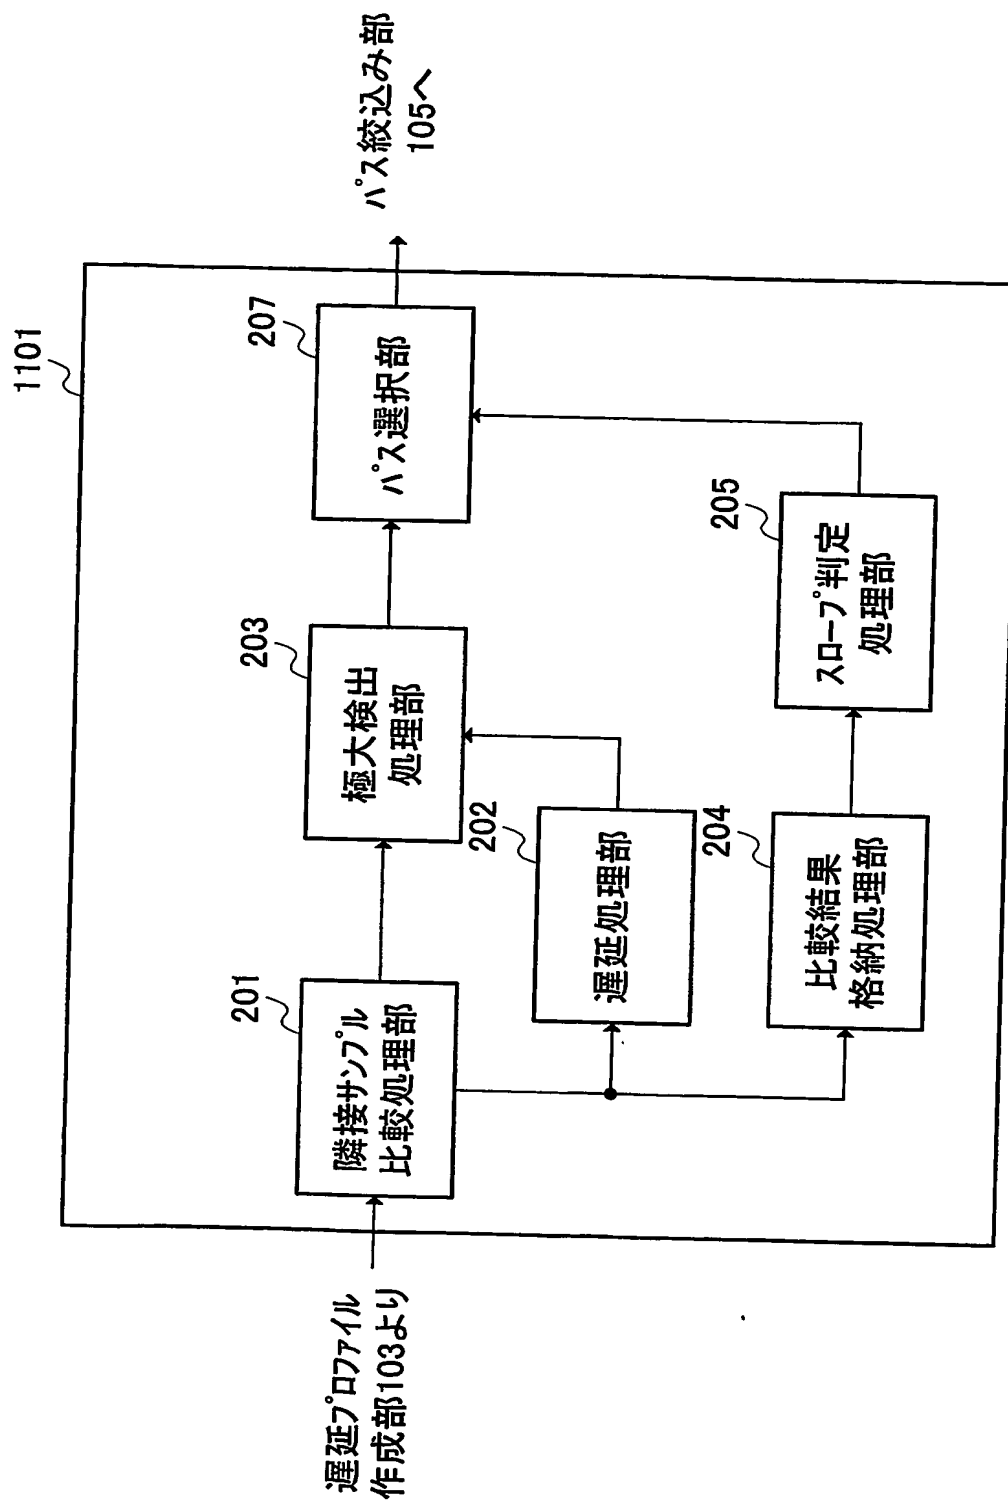 1101
遅延プロファイル
作成部103より
201
隣接サンプル
比較処理部
203
極大検出
処理部
207
パス選択部
パス絞込み部
105へ
202
遅延処理部
204
比較結果
格納処理部
205
スロープ判定
処理部